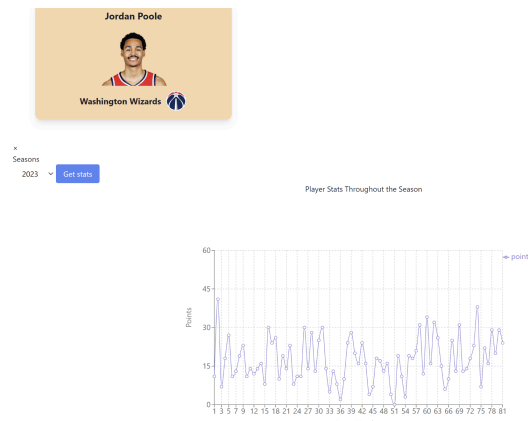 Jordan Poole
Washington Wizards
×
Seasons
2023
Get stats
Player Stats Throughout the Season
60
45
30
15
0
Points
point
1 3 5 7 9 12 15 18 21 24 27 30 33 36 39 42 45 48 51 54 57 60 63 66 69 72 75 78 81